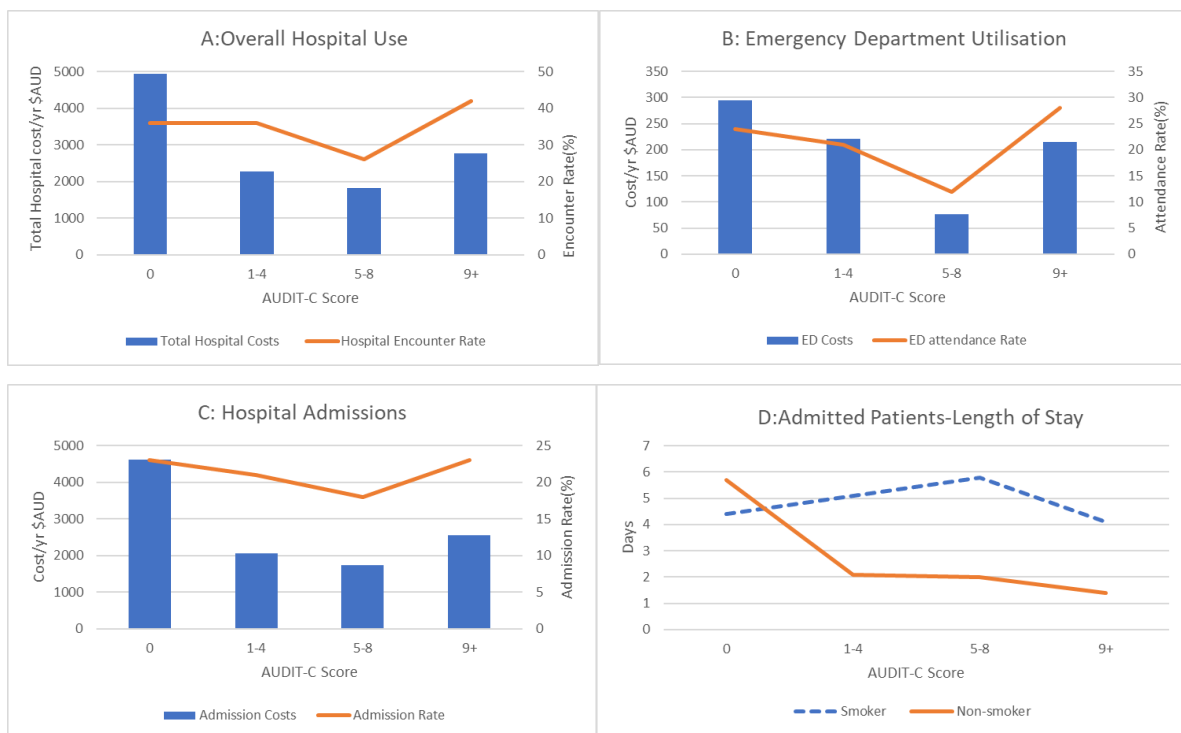 A:Overall Hospital Use
Total Hospital cost/yr $AUD
5000
4000
3000
2000
1000
0
50
40
30
20
10
0
Encounter Rate(%)
0 1-4 5-8 9+
AUDIT-C Score
Total Hospital Costs Hospital Encounter Rate
B: Emergency Department Utilisation
Cost/yr $AUD
350
300
250
200
150
100
50
0
35
30
25
20
15
10
5
0
Attendance Rate(%)
0 1-4 5-8 9+
AUDIT-C Score
ED Costs ED attendance Rate
C: Hospital Admissions
Cost/yr $AUD
5000
4000
3000
2000
1000
0
25
20
15
10
5
0
Admission Rate(%)
0 1-4 5-8 9+
AUDIT-C Score
Admission Costs Admission Rate
D:Admitted Patients-Length of Stay
Days
7
6
5
4
3
2
1
0
0 1-4 5-8 9+
AUDIT-C Score
Smoker Non-smoker